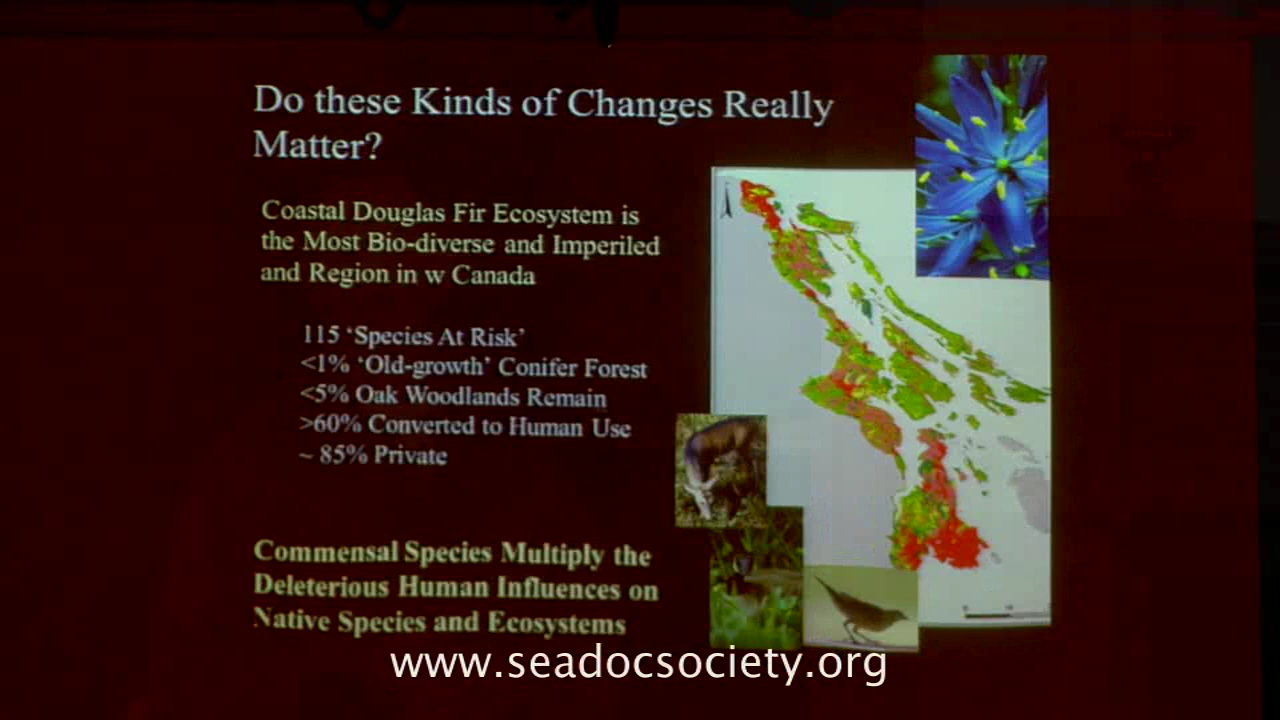 Do these Kinds of Changes Really
Matter?
Coastal Douglas Fir Ecosystem is
the Most Bio-diverse and Imperiled
and Region in w Canada
115 ‘Species At Risk’
<1% ‘Old-growth’ Conifer Forest
<5% Oak Woodlands Remain
>60% Converted to Human Use
~ 85% Private
Commensal Species Multiply the
Deleterious Human Influences on
Native Species and Ecosystems
www.seadocsociety.org